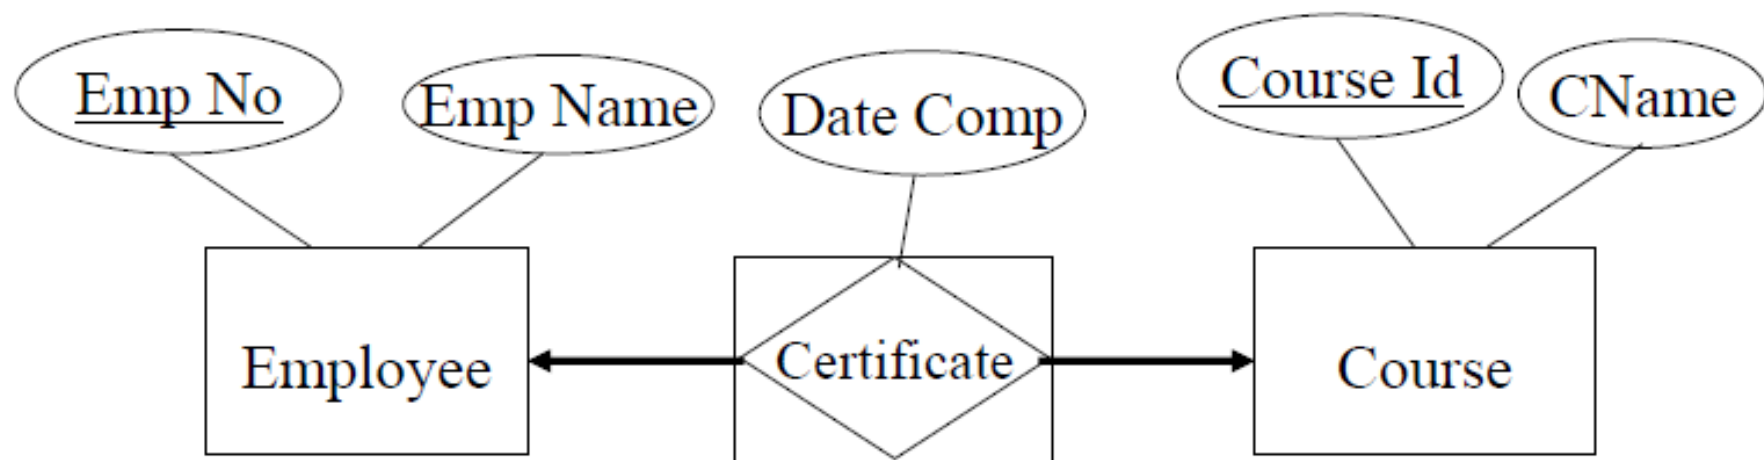 Emp No
Emp Name
Date Comp
Course Id
CName
Employee
Certificate
Course